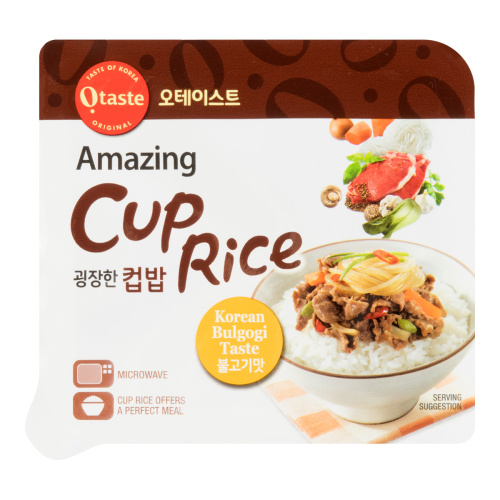 TASTE OF KOREA
Otaste
ORIGINAL
오테이스트
Amazing
Cup
Rice
굉장한 컵밥
Korean
Bulgogi
Taste
불고기맛
MICROWAVE
CUP RICE OFFERS
A PERFECT MEAL
SERVING
SUGGESTION